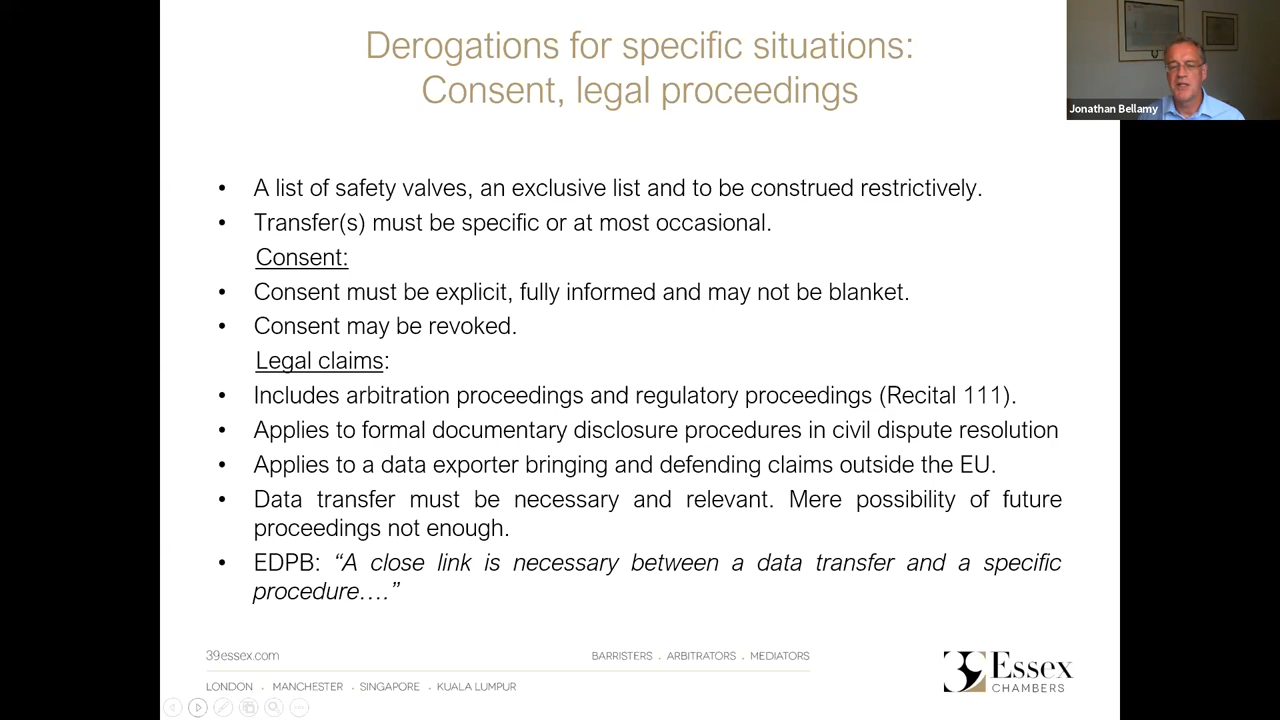 Derogations for specific situations:
Consent, legal proceedings
Jonathan Bellamy
• A list of safety valves, an exclusive list and to be construed restrictively.
• Transfer(s) must be specific or at most occasional.
Consent:
• Consent must be explicit, fully informed and may not be blanket.
• Consent may be revoked.
Legal claims:
• Includes arbitration proceedings and regulatory proceedings (Recital 111).
• Applies to formal documentary disclosure procedures in civil dispute resolution
• Applies to a data exporter bringing and defending claims outside the EU.
• Data transfer must be necessary and relevant. Mere possibility of future
proceedings not enough.
• EDPB: “A close link is necessary between a data transfer and a specific
procedure….”
39essex.com
BARRISTERS . ARBITRATORS . MEDIATORS
LONDON . MANCHESTER . SINGAPORE . KUALA LUMPUR
39 Essex
CHAMBERS